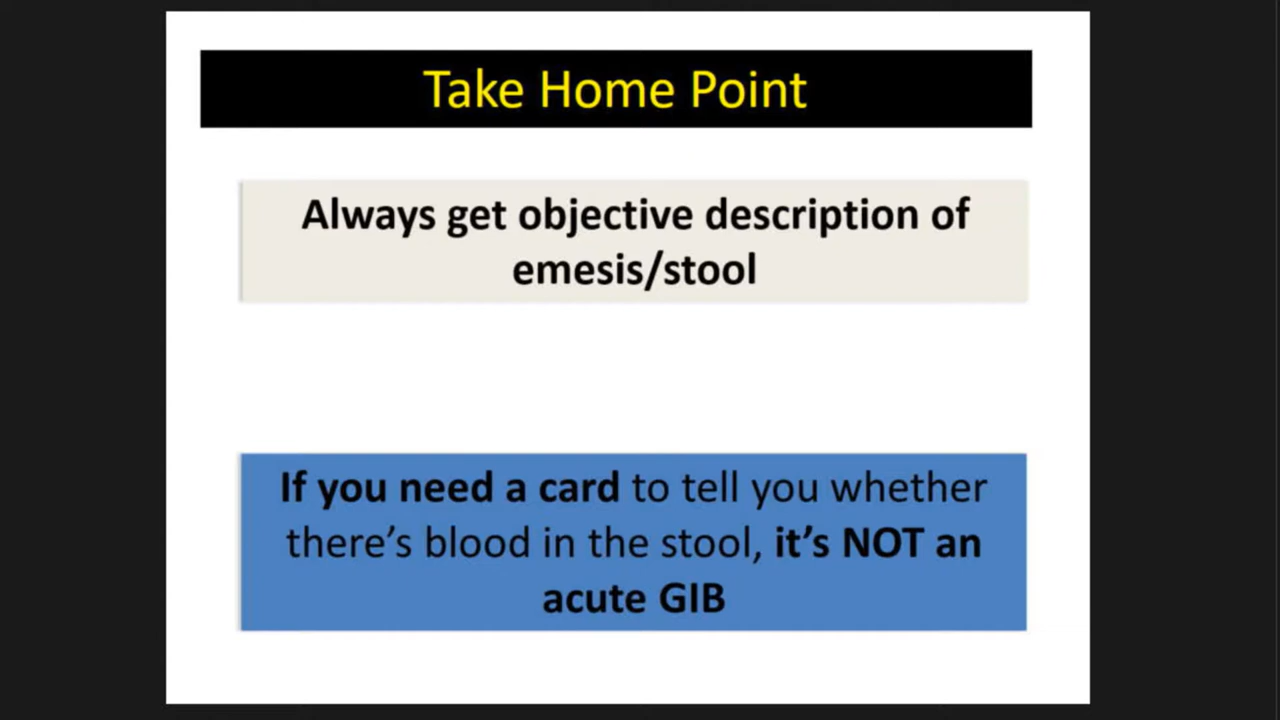 Take Home Point
Always get objective description of
emesis/stool
If you need a card to tell you whether
there’s blood in the stool, it’s NOT an
acute GIB